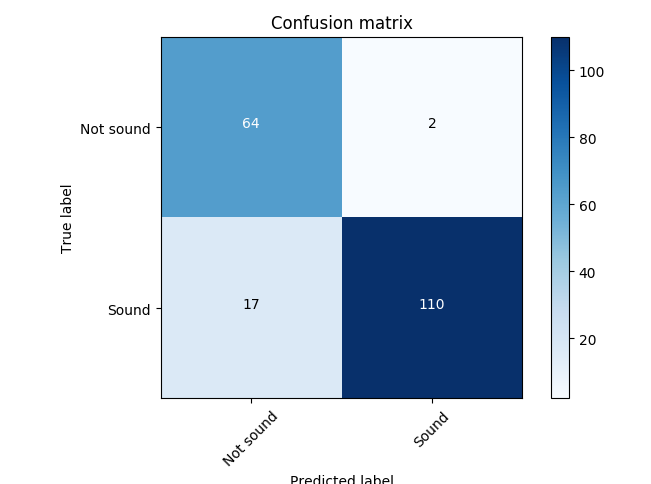 Confusion matrix
Not sound
64
2
Sound
17
110
True label
Not sound
Sound
Predicted label
100
80
60
40
20